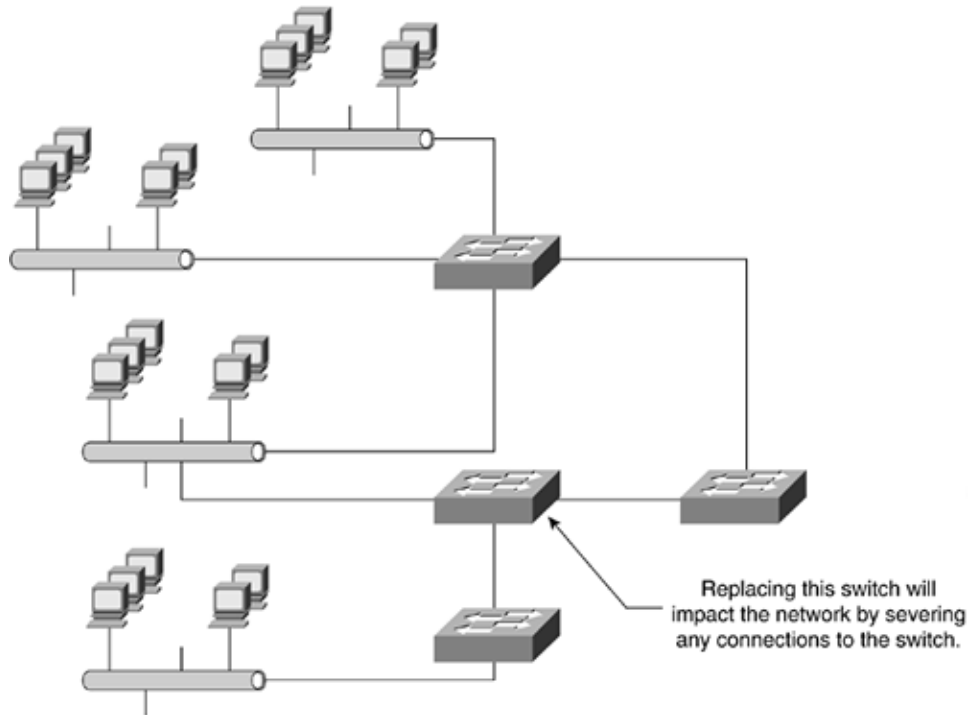 Replacing this switch will
impact the network by severing
any connections to the switch.